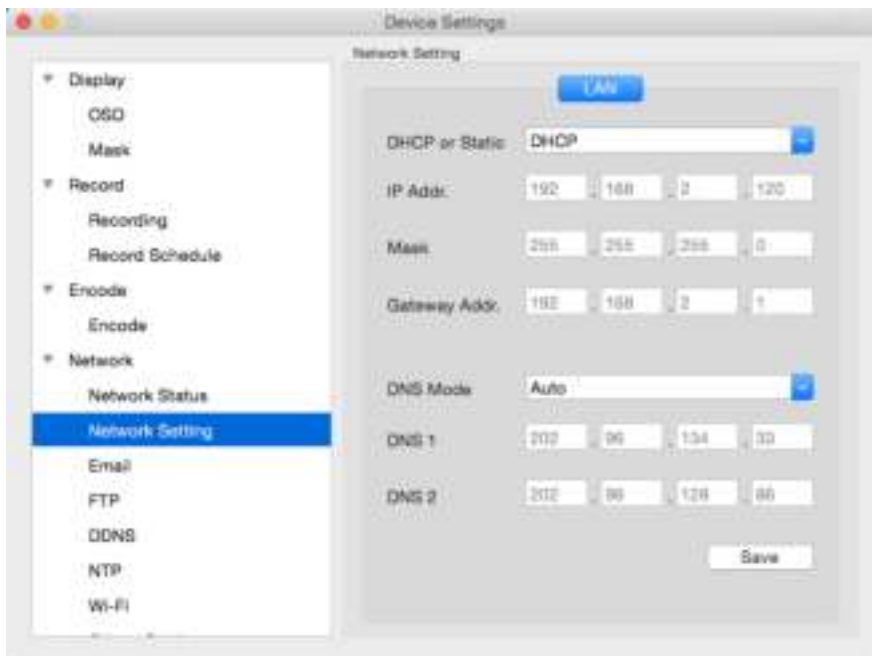 Device Settings
Network Setting
Display
OSD
Mask
Record
Recording
Record Schedule
Encode
Encode
Network
Network Status
Network Setting
Email
FTP
DDNS
NTP
Wi-Fi
LAN
DHCP or Static DHCP
IP Addr. 192 . 168 . 2 . 120
Mask 255 . 255 . 255 . 0
Gateway Addr. 192 . 168 . 2 . 1
DNS Mode Auto
DNS 1 202 . 96 . 134 . 33
DNS 2 202 . 96 . 128 . 86
Save